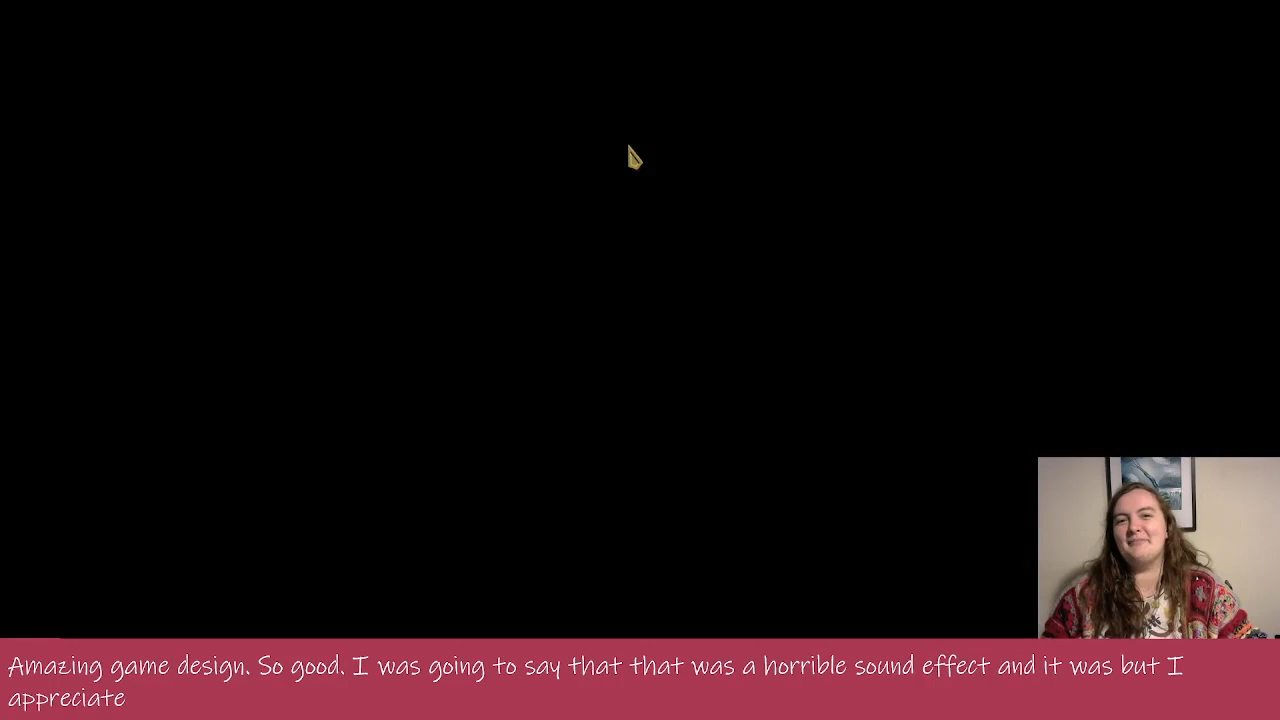 Amazing game design. So good. I was going to say that that was a horrible sound effect and it was but I
appreciate